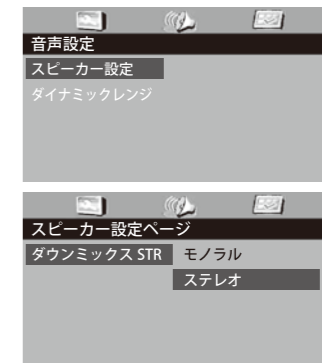 音声設定
スピーカー設定
ダイナミックレンジ
スピーカー設定ページ
ダウンミックス STR モノラル
ステレオ